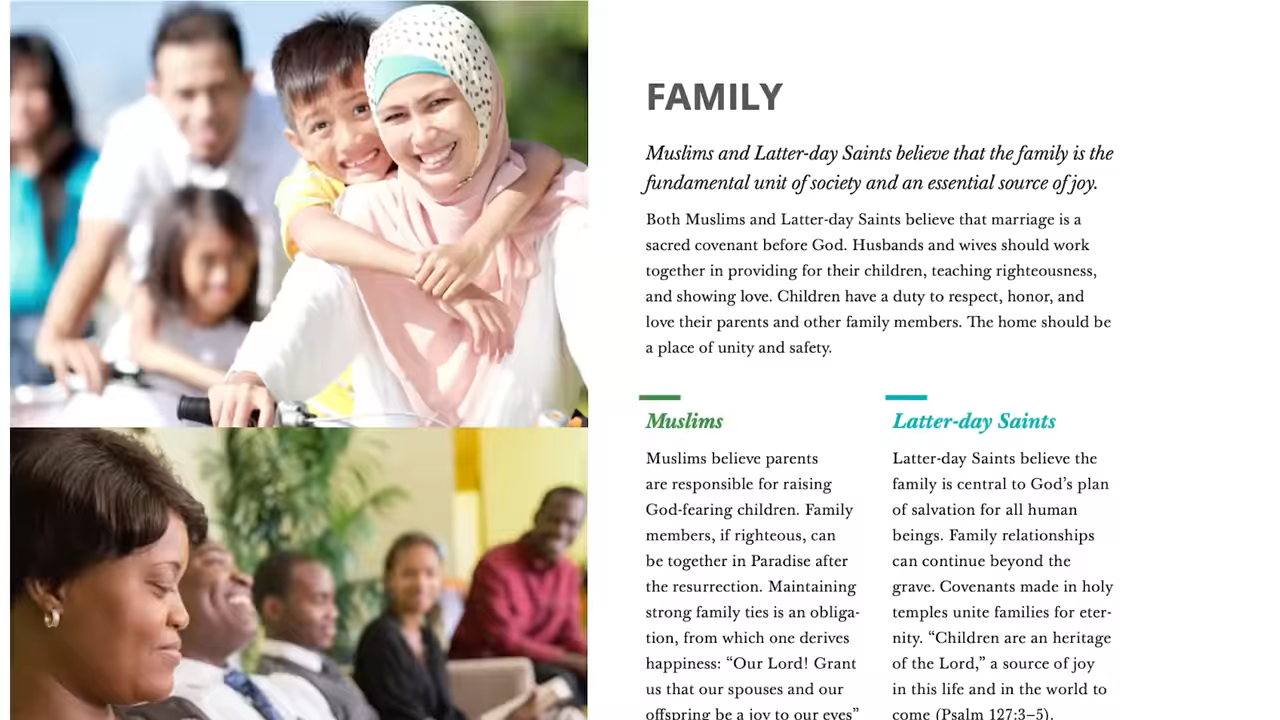 FAMILY
Muslims and Latter-day Saints believe that the family is the
fundamental unit of society and an essential source of joy.
Both Muslims and Latter-day Saints believe that marriage is a
sacred covenant before God. Husbands and wives should work
together in providing for their children, teaching righteousness,
and showing love. Children have a duty to respect, honor, and
love their parents and other family members. The home should be
a place of unity and safety.
Muslims
Muslims believe parents
are responsible for raising
God-fearing children. Family
members, if righteous, can
be together in Paradise after
the resurrection. Maintaining
strong family ties is an obliga-
tion, from which one derives
happiness: “Our Lord! Grant
us that our spouses and our
offspring be a joy to our eyes”
Latter-day Saints
Latter-day Saints believe the
family is central to God’s plan
of salvation for all human
beings. Family relationships
can continue beyond the
grave. Covenants made in holy
temples unite families for eter-
nity. “Children are an heritage
of the Lord,” a source of joy
in this life and in the world to
come (Psalm 127:3–5).